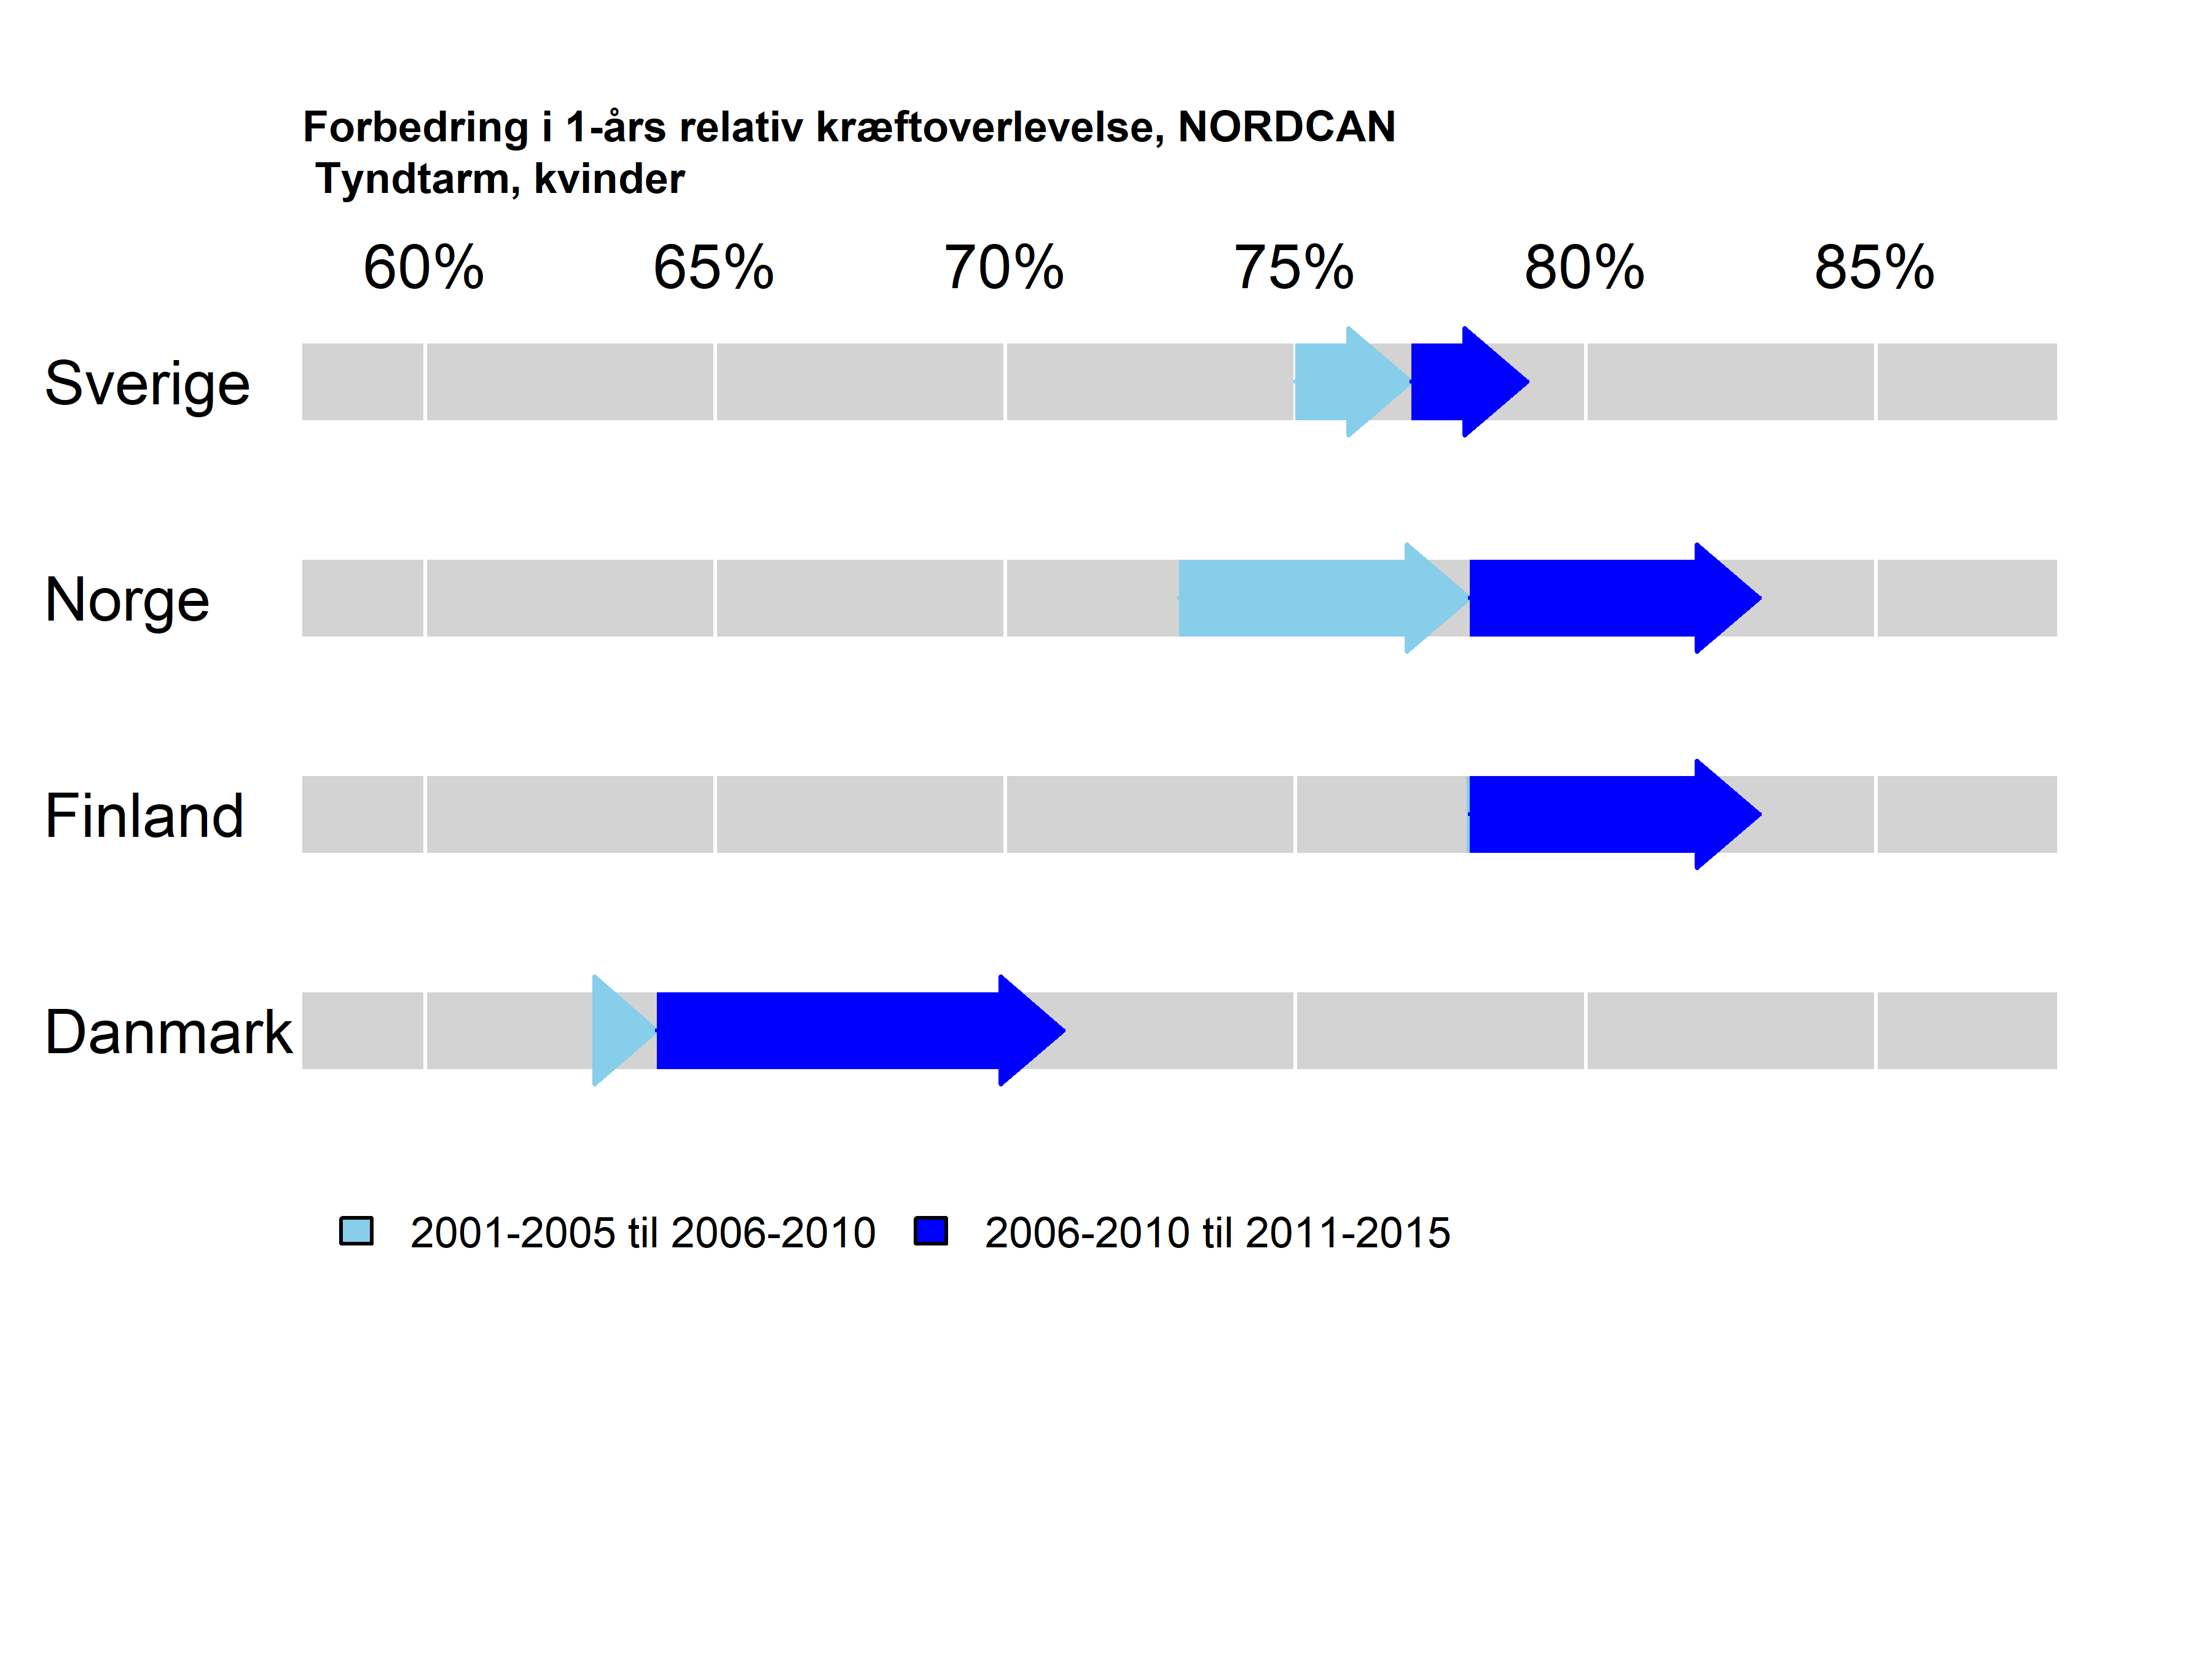 Forbedring i 1-års relativ kræftoverlevelse, NORDCAN
Tyndtarm, kvinder
60% 65% 70% 75% 80% 85%
Sverige
Norge
Finland
Danmark
2001-2005 til 2006-2010 2006-2010 til 2011-2015